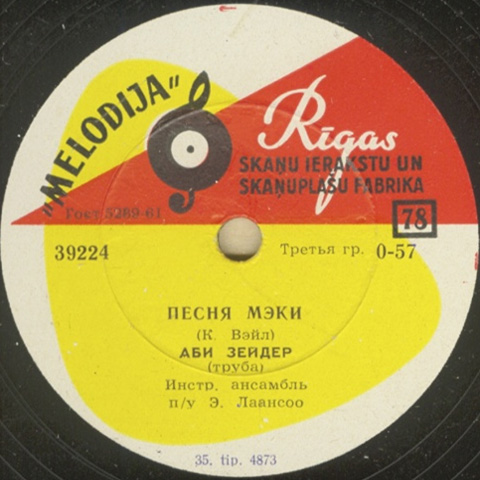 „MELODIJA”
Rīgas
SKAŅU IERAKSTU UN
SKAŅUPLAŠU FABRIKA
Гост 5289-61
78
39224
Третья гр. 0-57
ПЕСНЯ МЭКИ
(К. Вэйл)
АБИ ЗЕЙДЕР
(труба)
Инстр. ансамбль
п/у Э. Лаансоо
35. tip. 4873